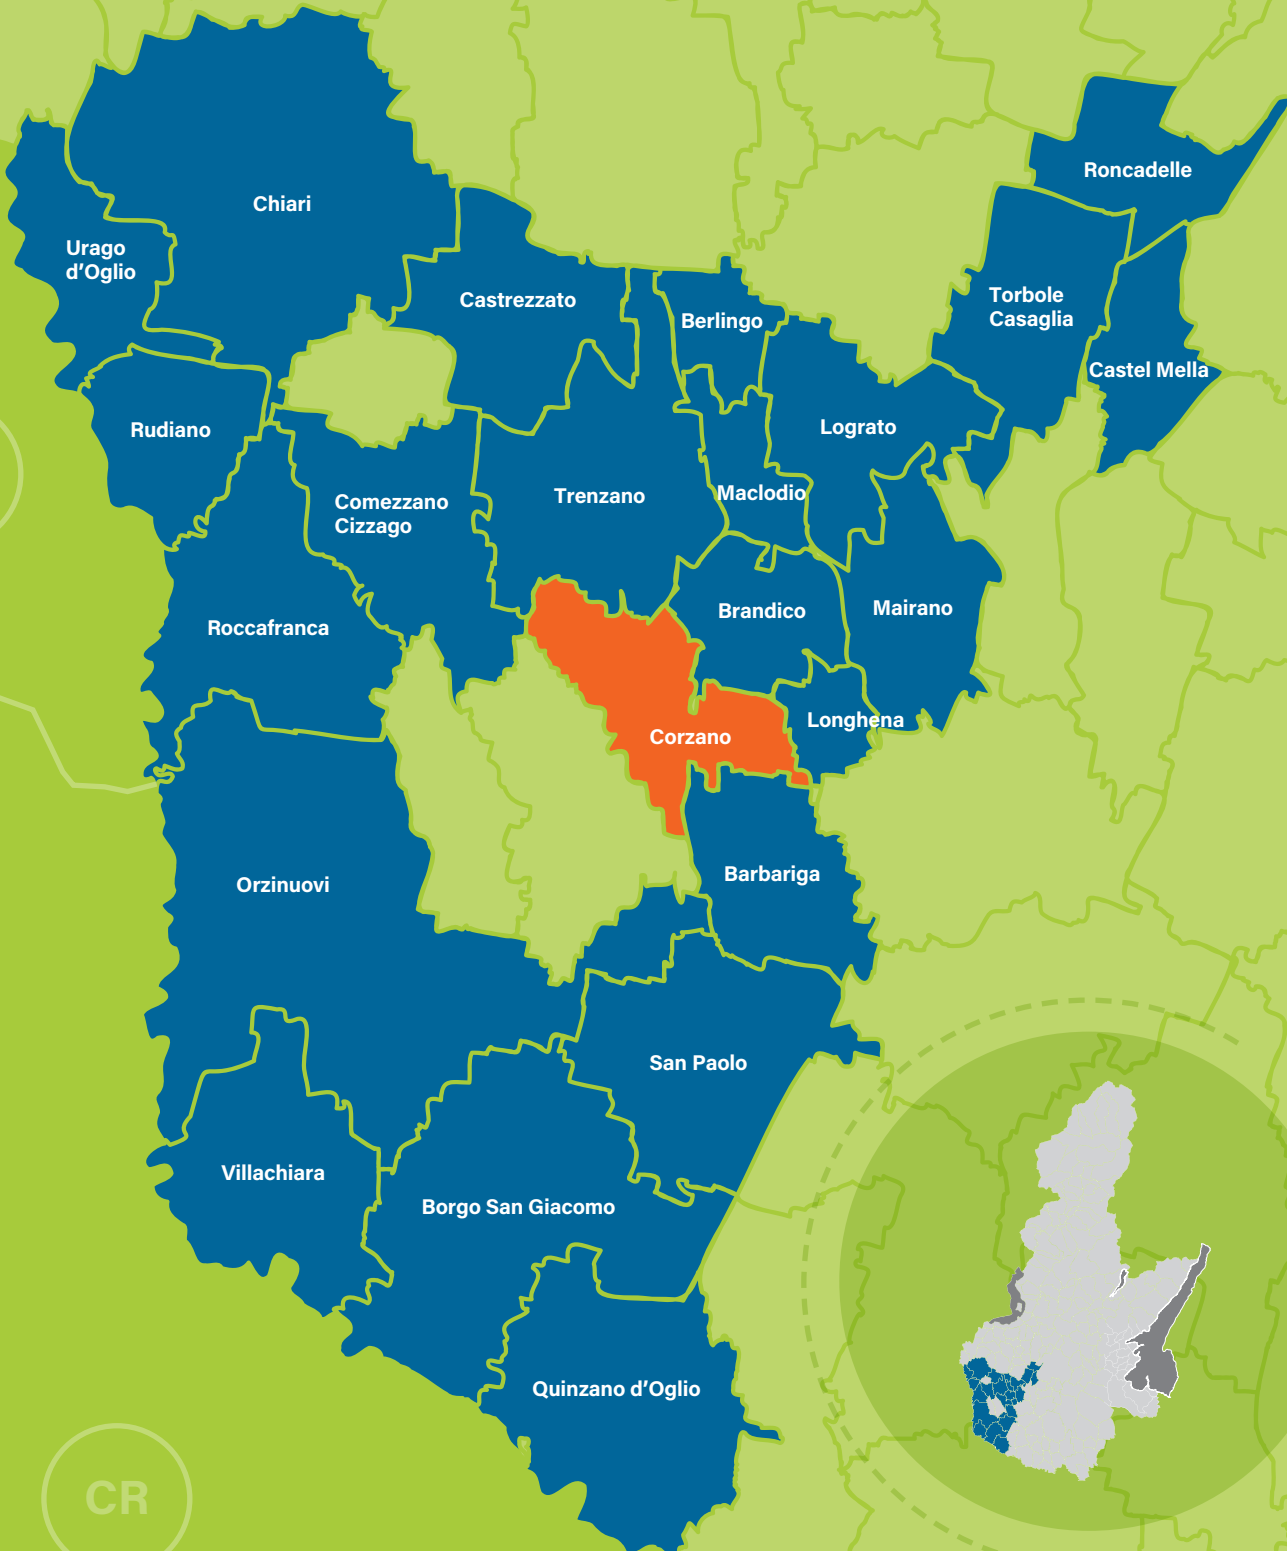 Roncadelle
Chiari
Urago
d'Oglio
Castrezzato
Berlingo
Torbole
Casaglia
Castel Mella
Rudiano
Lograto
Comezzano
Cizzago
Trenzano
Maclodio
Roccafranca
Brandico
Mairano
Longhena
Corzano
Orzinuovi
Barbariga
San Paolo
Villachiara
Borgo San Giacomo
Quinzano d'Oglio
CR